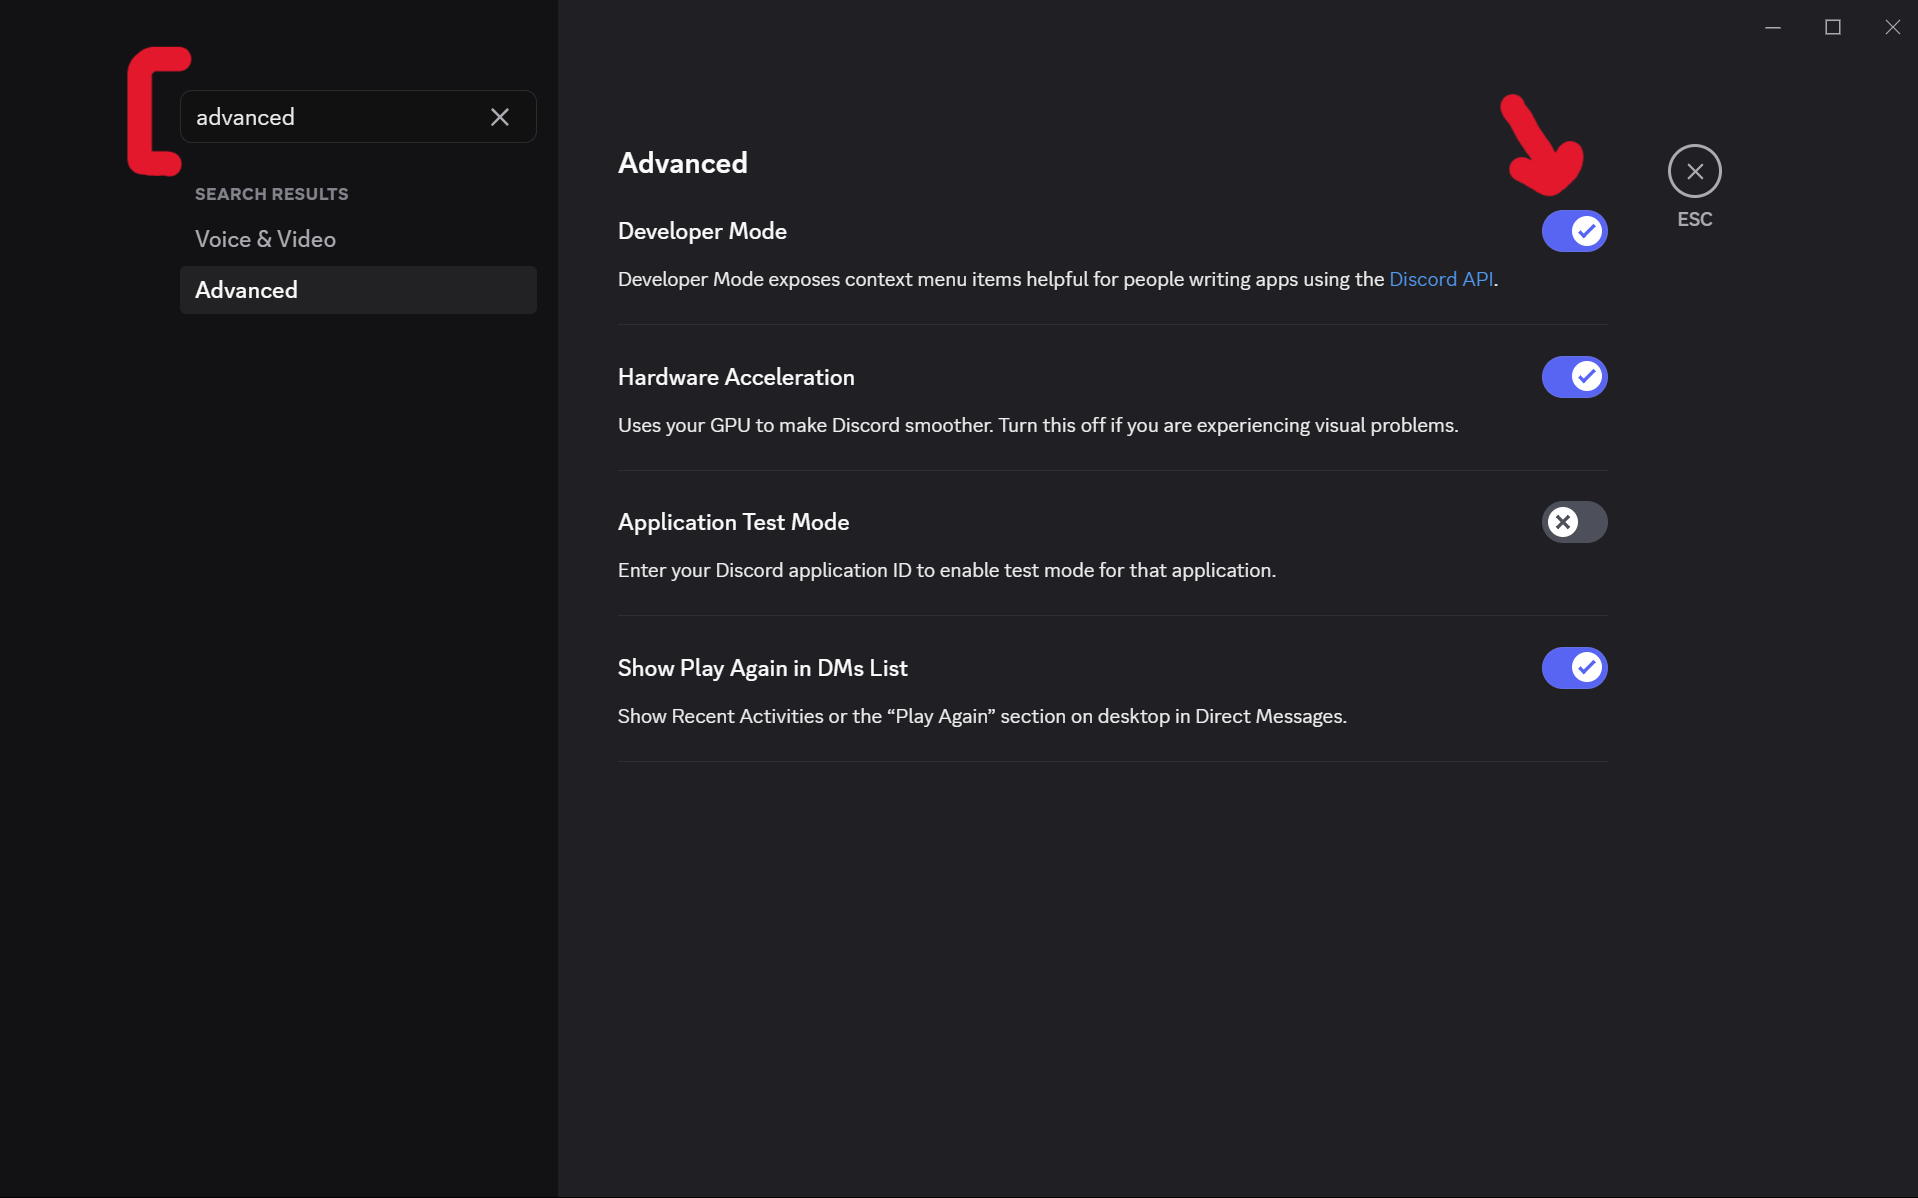 advanced
SEARCH RESULTS
Voice & Video
Advanced
Advanced
Developer Mode
Developer Mode exposes context menu items helpful for people writing apps using the Discord API.
Hardware Acceleration
Uses your GPU to make Discord smoother. Turn this off if you are experiencing visual problems.
Application Test Mode
Enter your Discord application ID to enable test mode for that application.
Show Play Again in DMs List
Show Recent Activities or the “Play Again” section on desktop in Direct Messages.
ESC